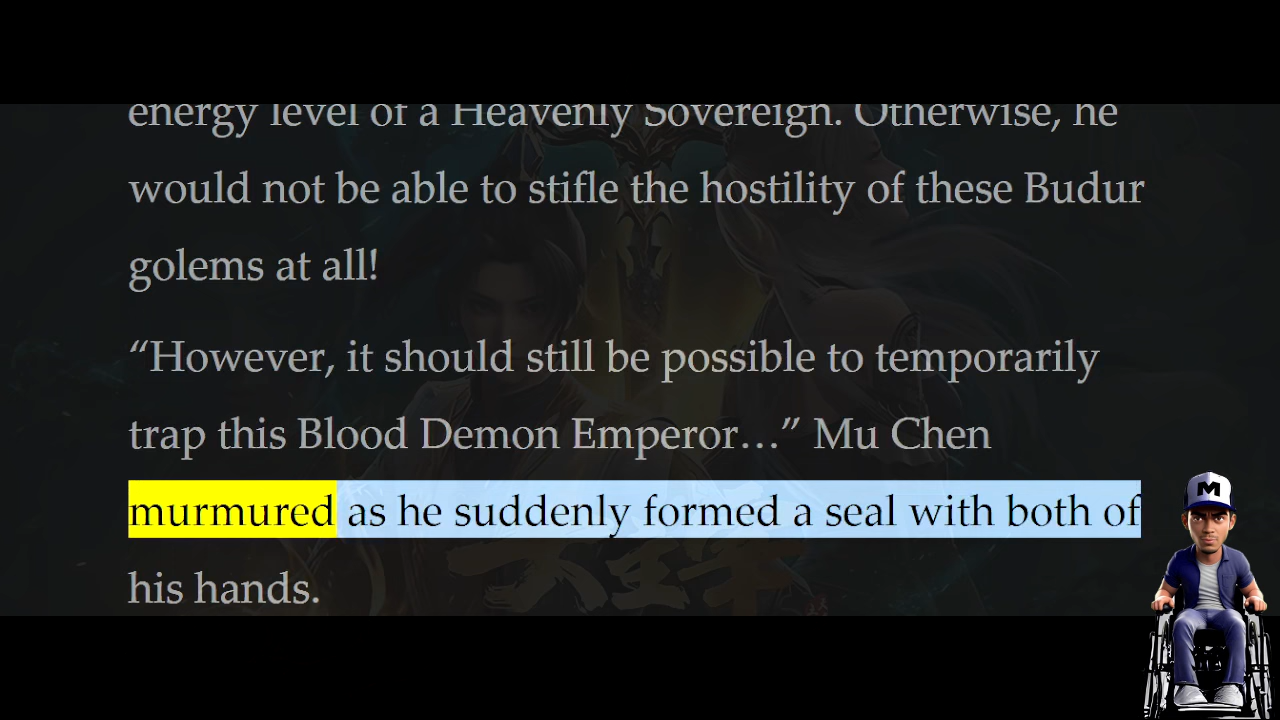 energy level of a Heavenly Sovereign. Otherwise, he
would not be able to stifle the hostility of these Budur
golems at all!
“However, it should still be possible to temporarily
trap this Blood Demon Emperor…” Mu Chen
murmured as he suddenly formed a seal with both of
his hands.
M